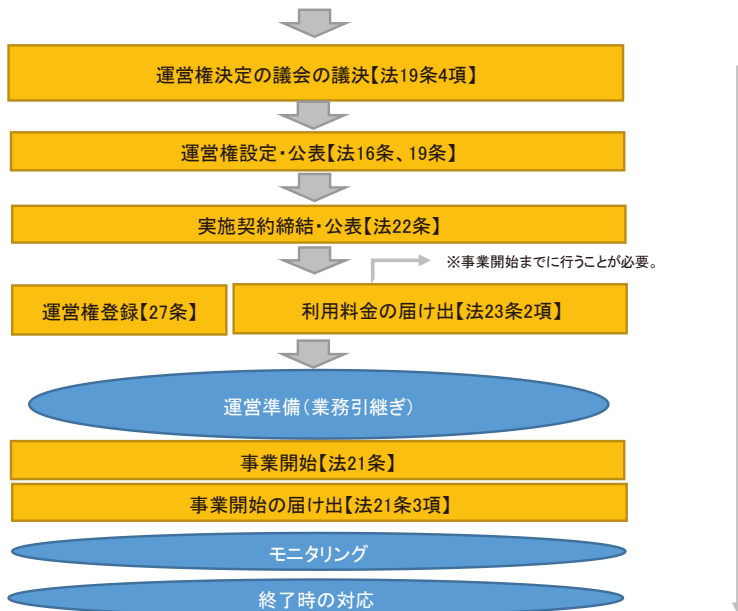 運営権決定の議会の議決【法19条4項】
運営権設定・公表【法16条、19条】
実施契約締結・公表【法22条】
※事業開始までに行うことが必要。
運営権登録【27条】
利用料金の届け出【法23条2項】
運営準備（業務引継ぎ）
事業開始【法21条】
事業開始の届け出【法21条3項】
モニタリング
終了時の対応